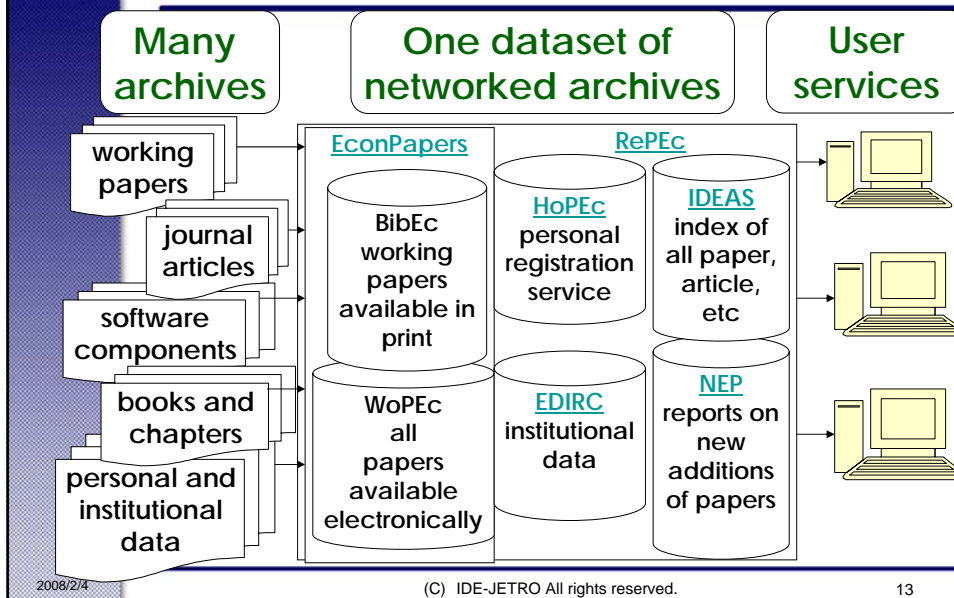 Many
archives
One dataset of
networked archives
User
services
working
papers
journal
articles
software
components
books and
chapters
personal and
institutional
data
EconPapers
BibEc
working
papers
available in
print
WoPEc
all
papers
available
electronically
RePEc
HoPEc
personal
registration
service
EDIRC
institutional
data
IDEAS
index of
all paper,
article,
etc
NEP
reports on
new
additions
of papers
2008/2/4
(C) IDE-JETRO All rights reserved.
13